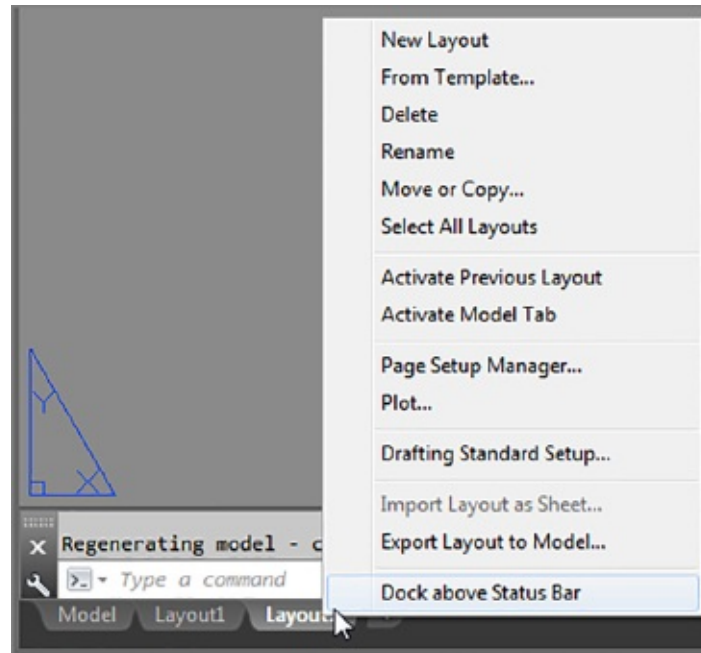 New Layout
From Template...
Delete
Rename
Move or Copy...
Select All Layouts
Activate Previous Layout
Activate Model Tab
Page Setup Manager...
Plot...
Drafting Standard Setup...
Import Layout as Sheet...
Export Layout to Model...
Dock above Status Bar
Y
X
Regenerating model - c
Type a command
Model Layout1 Layou